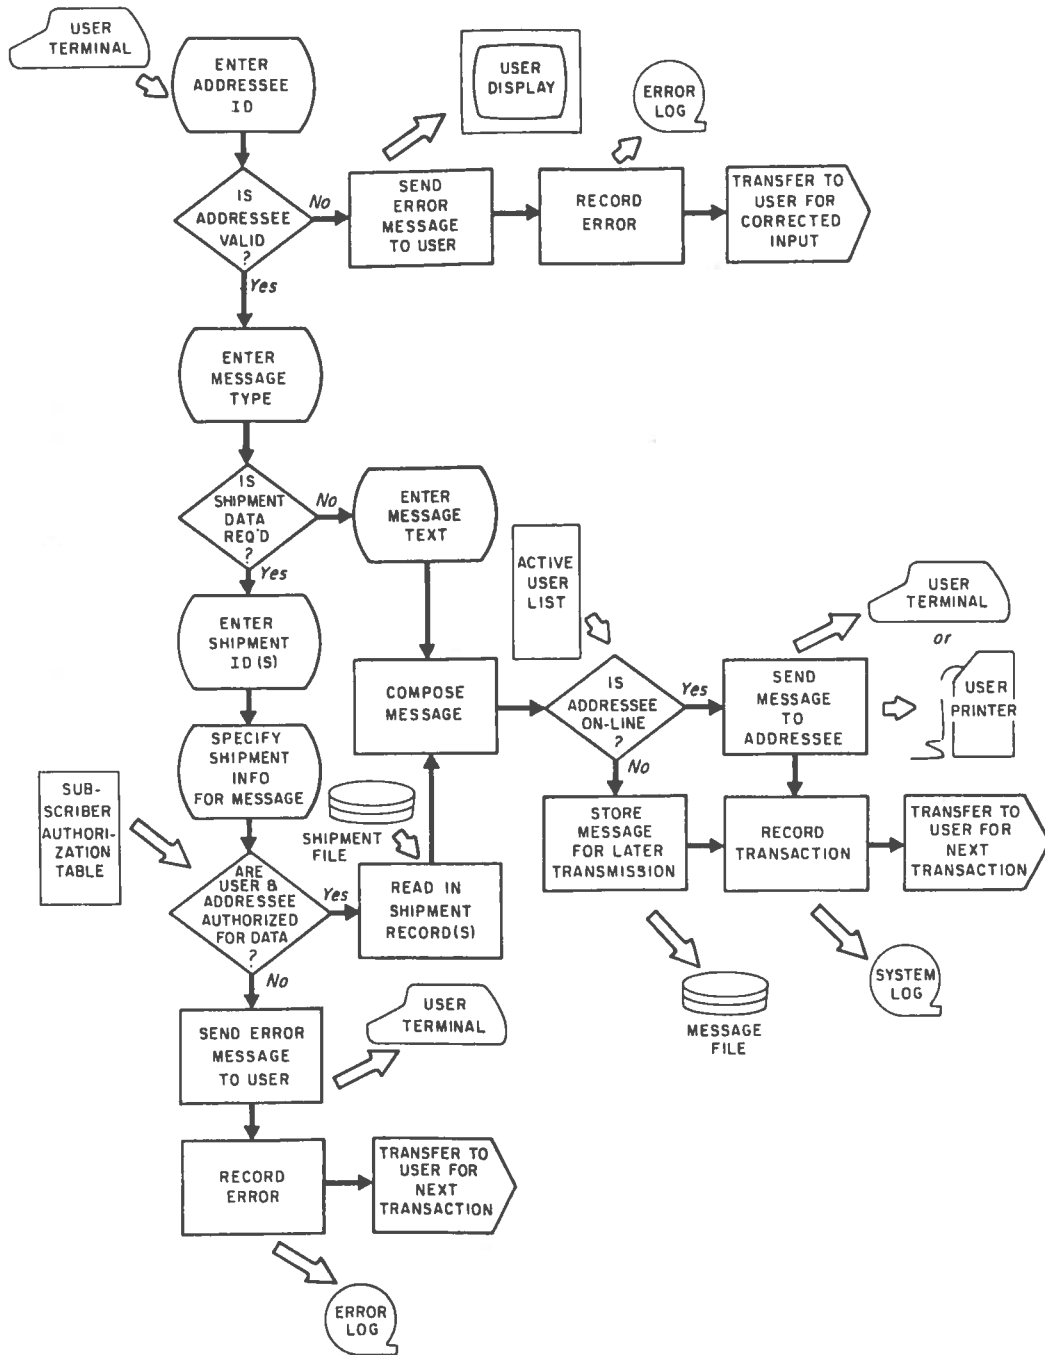 USER
TERMINAL
ENTER
ADDRESSEE
ID
USER
DISPLAY
ERROR
LOG
IS
ADDRESSEE
VALID
?
No
Yes
SEND
ERROR
MESSAGE
TO USER
RECORD
ERROR
TRANSFER TO
USER FOR
CORRECTED
INPUT
ENTER
MESSAGE
TYPE
IS
SHIPMENT
DATA
REQ'D
?
No
Yes
ENTER
MESSAGE
TEXT
ACTIVE
USER
LIST
USER
TERMINAL
or
USER
PRINTER
ENTER
SHIPMENT
ID(S)
COMPOSE
MESSAGE
IS
ADDRESSEE
ON-LINE
?
Yes
No
SEND
MESSAGE
TO
ADDRESSEE
SPECIFY
SHIPMENT
INFO
FOR MESSAGE
SUB-
SCRIBER
AUTHORI-
ZATION
TABLE
SHIPMENT
FILE
STORE
MESSAGE
FOR LATER
TRANSMISSION
RECORD
TRANSACTION
TRANSFER TO
USER FOR
NEXT
TRANSACTION
ARE
USER &
ADDRESSEE
AUTHORIZED
FOR DATA
?
Yes
No
READ IN
SHIPMENT
RECORD(S)
MESSAGE
FILE
SYSTEM
LOG
SEND ERROR
MESSAGE
TO USER
USER
TERMINAL
RECORD
ERROR
TRANSFER TO
USER FOR
NEXT
TRANSACTION
ERROR
LOG